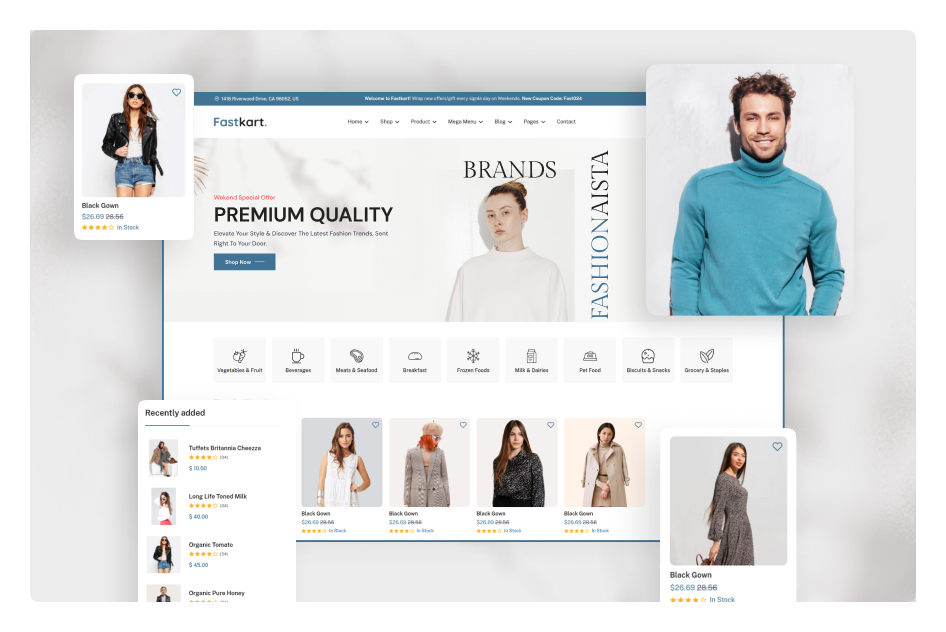 1418 Riverwood Drive, CA 96052, US
Welcome to Fastkart! Wrap new offers/gift every signle day on Weekends. New Coupon Code: Fast024
Fastkart.
Home
Shop
Product
Mega Menu
Blog
Pages
Contact
Black Gown
$26.69 28.56
In Stock
Wekend Special Offer
PREMIUM QUALITY
Elevate Your Style & Discover The Latest Fashion Trends, Sent
Right To Your Door.
Shop Now
BRANDS
FASHIONAISTA
Vegetables & Fruit
Beverages
Meats & Seafood
Breakfast
Frozen Foods
Milk & Dairies
Pet Food
Biscuits & Snacks
Grocery & Staples
Recently added
Tuffets Britannia Cheezza
(34)
$ 10.00
Long Life Toned Milk
(34)
$ 40.00
Organic Tomato
(34)
$ 45.00
Organic Pure Honey
Black Gown
$26.69 28.56
In Stock
Black Gown
$26.69 28.56
In Stock
Black Gown
$26.69 28.56
In Stock
Black Gown
$26.69 28.56
In Stock
Black Gown
$26.69 28.56
In Stock